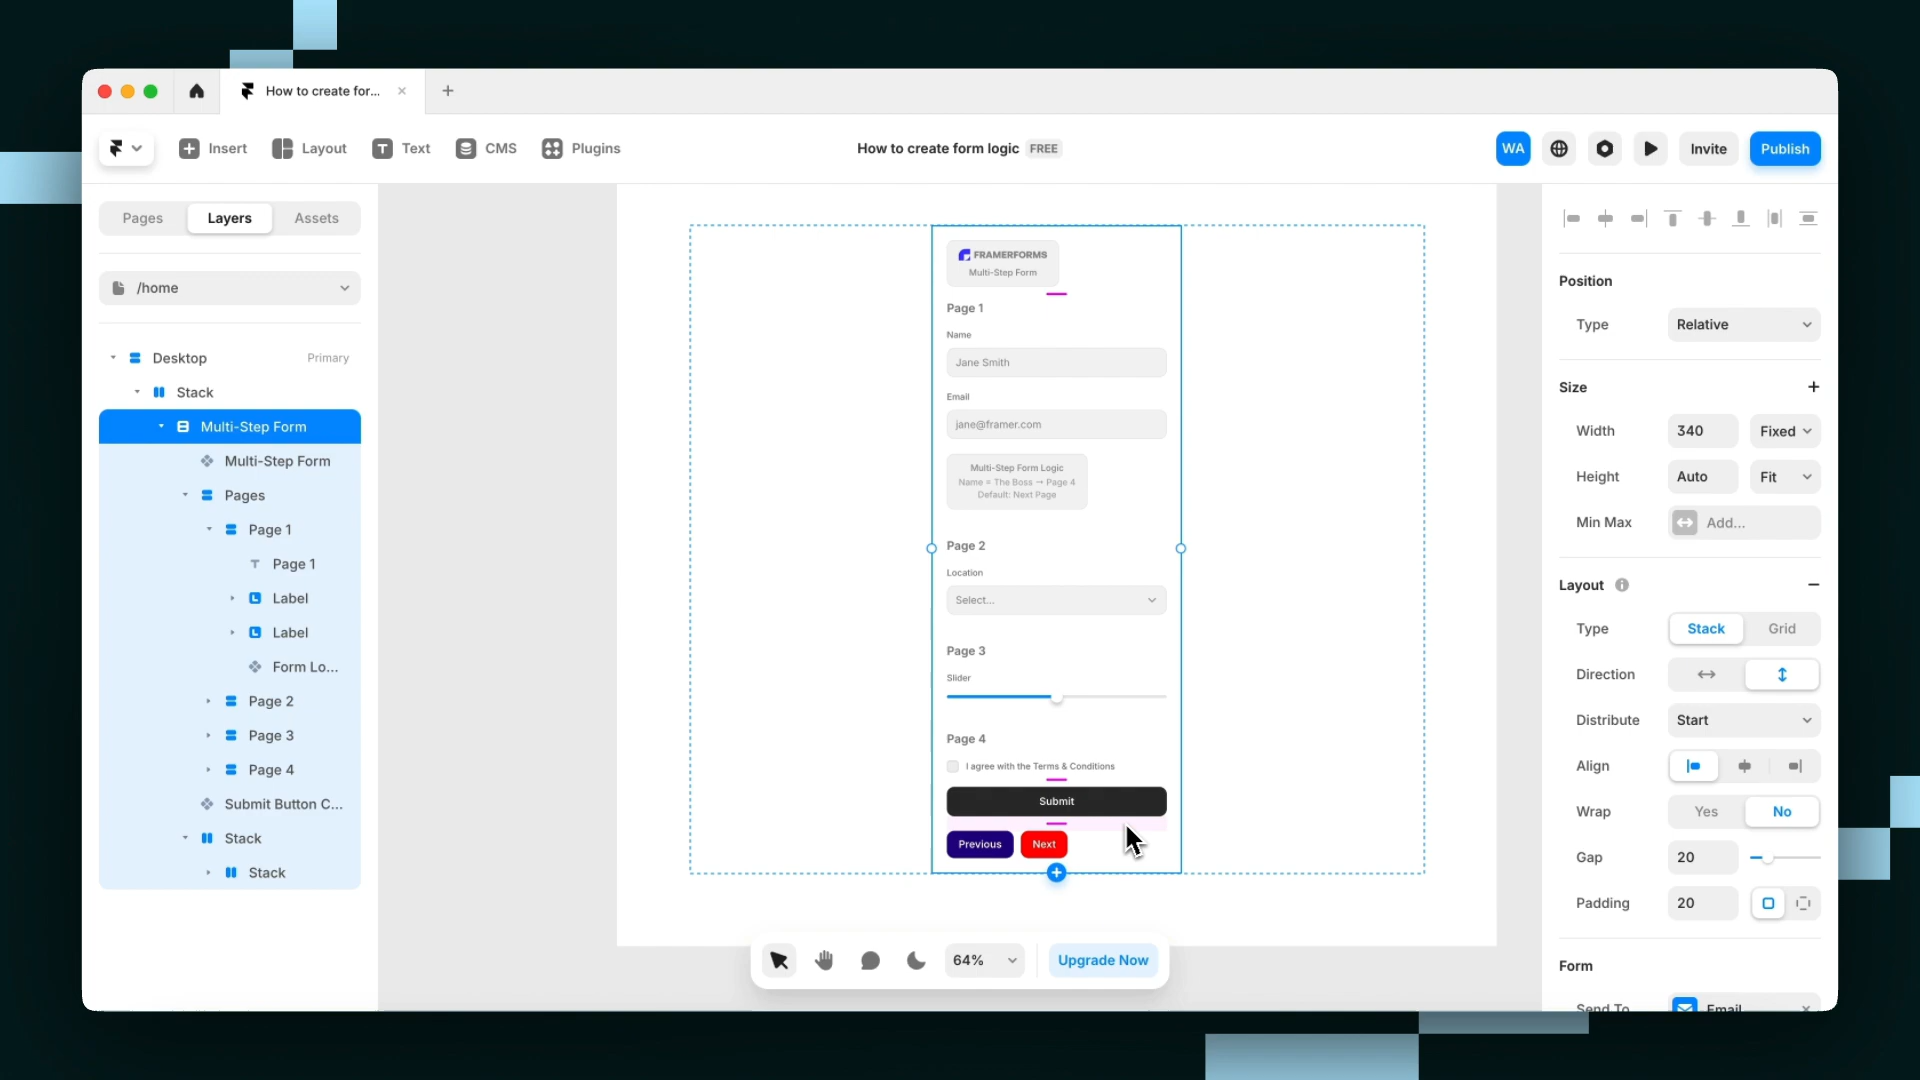 How to create for...
Insert
Layout
Text
CMS
Plugins
How to create form logic FREE
WA
Invite
Publish
Pages
Layers
Assets
/home
Desktop
Primary
Stack
Multi-Step Form
Multi-Step Form
Pages
Page 1
Page 1
Label
Label
Form Lo...
Page 2
Page 3
Page 4
Submit Button C...
Stack
Stack
FRAMERFORMS
Multi-Step Form
Page 1
Name
Jane Smith
Email
jane@framer.com
Multi-Step Form Logic
Name = The Boss → Page 4
Default: Next Page
Page 2
Location
Select...
Page 3
Slider
Page 4
I agree with the Terms & Conditions
Submit
Previous
Next
64%
Upgrade Now
Position
Type
Relative
Size
Width
340
Fixed
Height
Auto
Fit
Min Max
Add...
Layout
Type
Stack
Grid
Direction
Distribute
Start
Align
Wrap
Yes
No
Gap
20
Padding
20
Form
Send To
Email